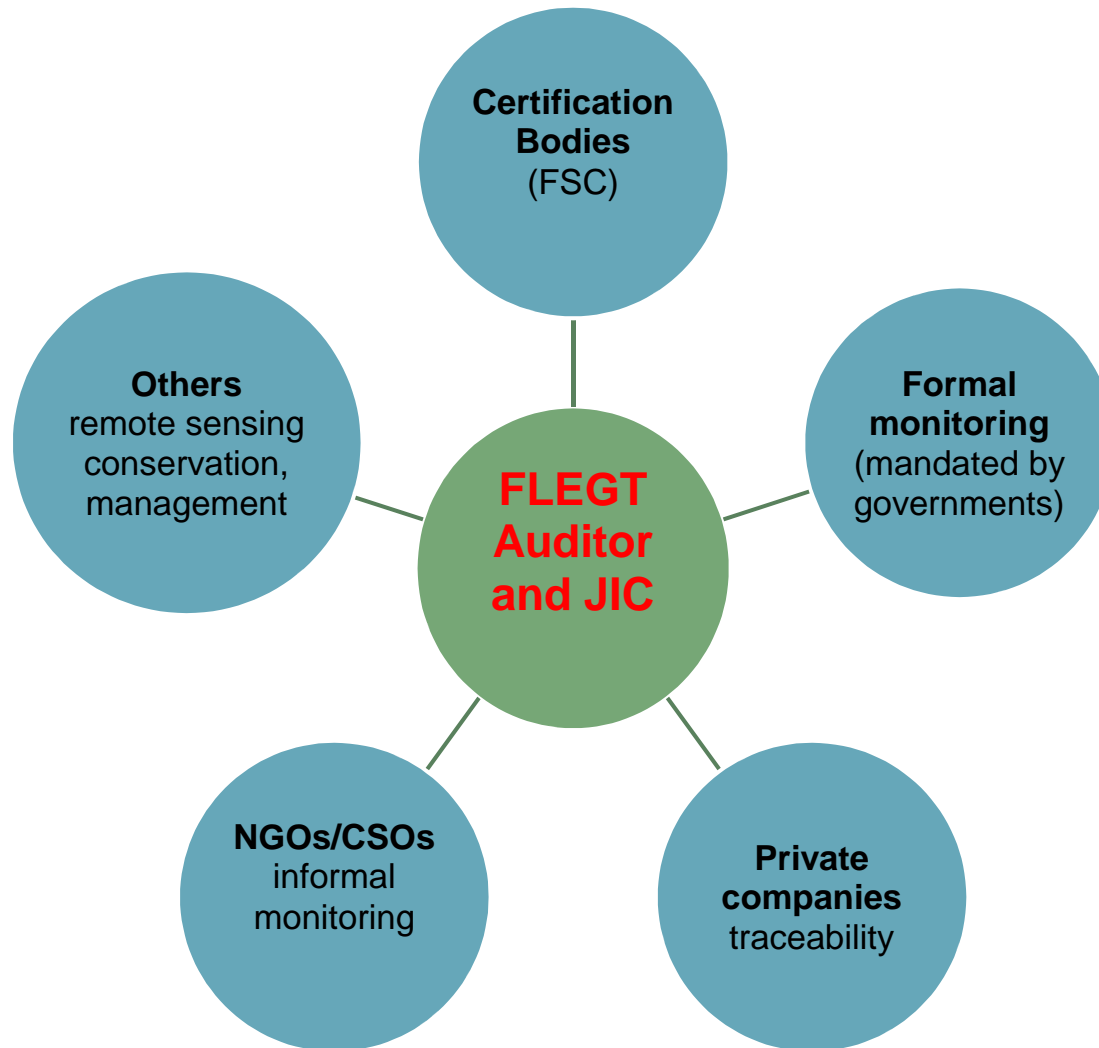 Certification
Bodies
(FSC)
Others
remote sensing
conservation,
management
Formal
monitoring
(mandated by
governments)
FLEGT
Auditor
and JIC
NGOs/CSOs
informal
monitoring
Private
companies
traceability